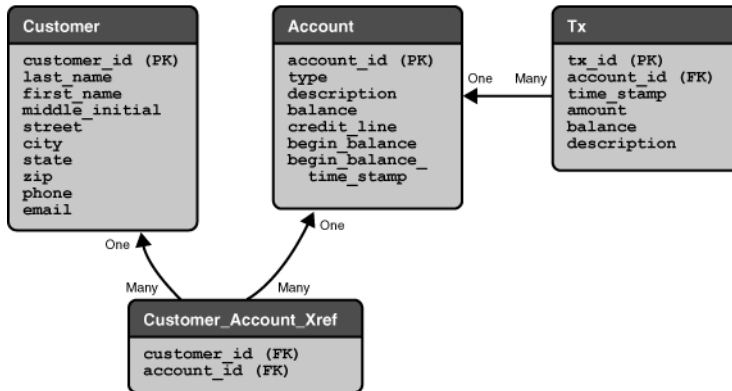 Customer
customer_id (PK)
last_name
first_name
middle_initial
street
city
state
zip
phone
email
Account
account_id (PK)
type
description
balance
credit_line
begin_balance
begin_balance_
time_stamp
Tx
tx_id (PK)
account_id (FK)
time_stamp
amount
balance
description
One
Many
One
One
Many
Many
Customer_Account_Xref
customer_id (FK)
account_id (FK)